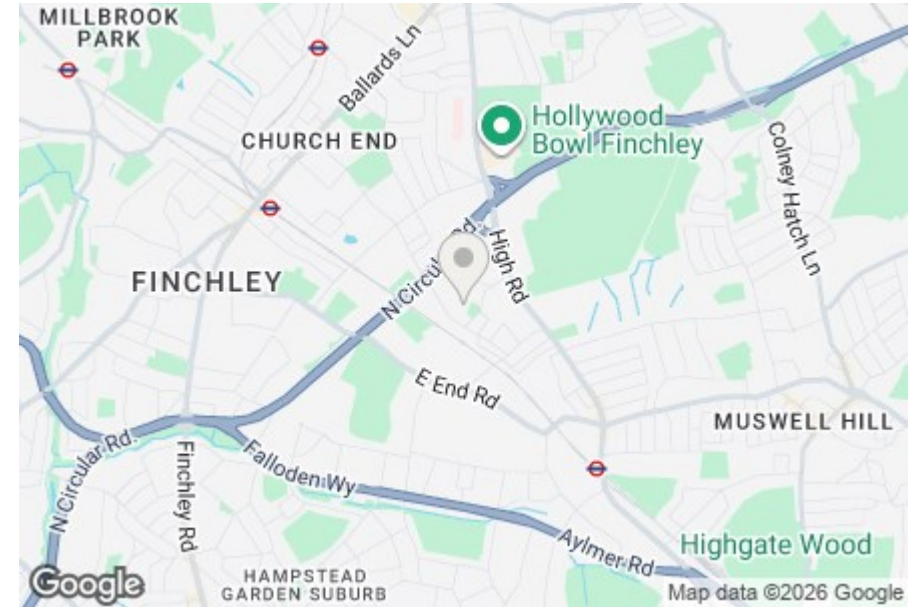 MILLBROOK
PARK
Ballards Ln
CHURCH END
Hollywood
Bowl Finchley
Colney Hatch Ln
FINCHLEY
N Circular Rd
High Rd
E End Rd
MUSWELL HILL
N Circular Rd.
Finchley Rd
Falloden Wy
Aylmer Rd
Highgate Wood
HAMPSTEAD
GARDEN SUBURB
Google
Map data ©2026 Google